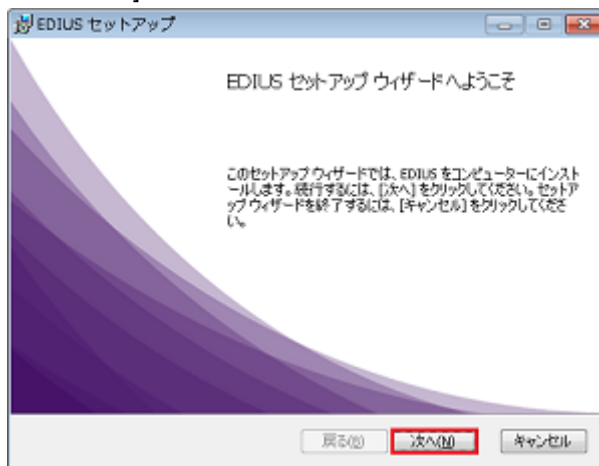 EDIUS セットアップ
EDIUS セットアップ ウィザードへようこそ
このセットアップ ウィザードでは、EDIUS をコンピューターにインスト
ールします。続行するには、[次へ] をクリックしてください。セットア
ップ ウィザードを終了するには、[キャンセル] をクリックしてくださ
い。
戻る(B) 次へ(N) キャンセル